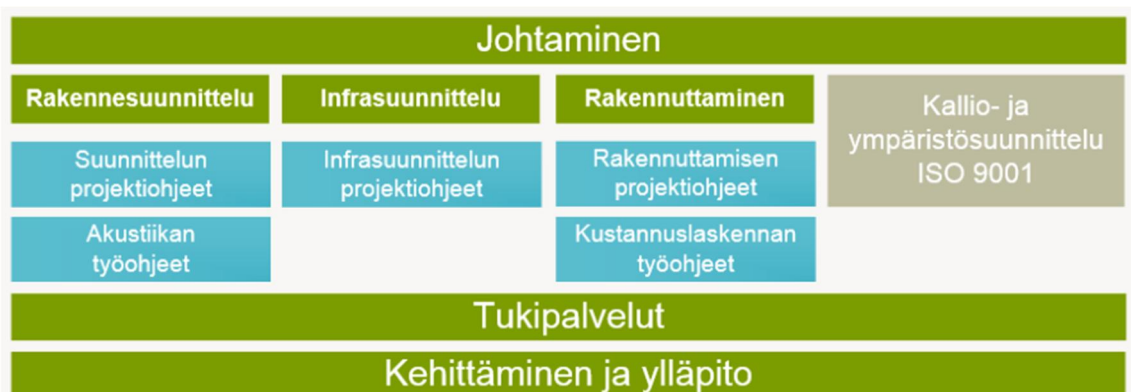 Johtaminen
Rakennesuunnittelu
Infrasuunnittelu
Rakennuttaminen
Kallio- ja
ympäristösuunnittelu
ISO 9001
Suunnittelun
projektiohjeet
Infrasuunnittelun
projektiohjeet
Rakennuttamisen
projektiohjeet
Akustiikan
työohjeet
Kustannuslaskennan
työohjeet
Tukipalvelut
Kehittäminen ja ylläpito